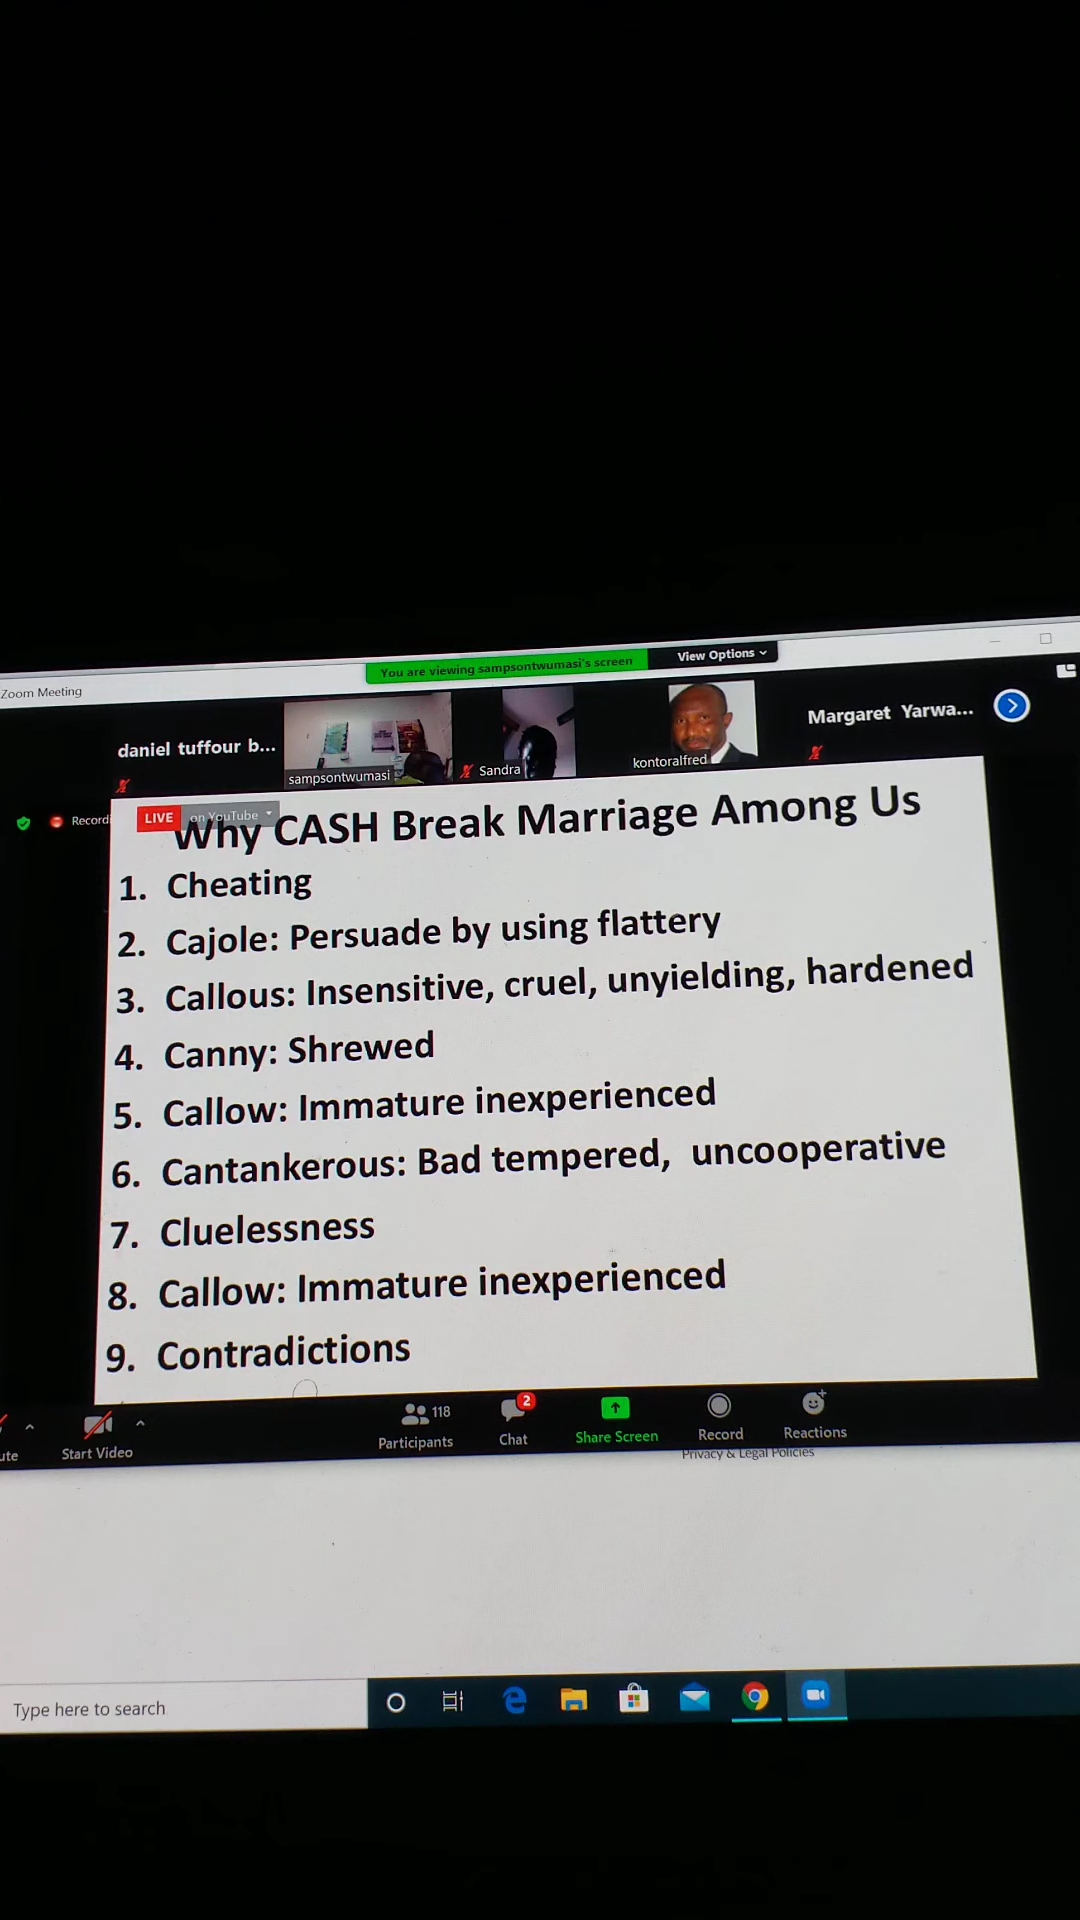 Zoom Meeting
You are viewing sampsontwumasi's screen
View Options
daniel tuffour b...
sampsontwumasi
Sandra
kontoralfred
Margaret Yarwa...
Recordi
LIVE on YouTube
Why CASH Break Marriage Among Us
1. Cheating
2. Cajole: Persuade by using flattery
3. Callous: Insensitive, cruel, unyielding, hardened
4. Canny: Shrewed
5. Callow: Immature inexperienced
6. Cantankerous: Bad tempered, uncooperative
7. Cluelessness
8. Callow: Immature inexperienced
9. Contradictions
ute
Start Video
118
Participants
2
Chat
Share Screen
Record
Reactions
Privacy & Legal Policies
Type here to search